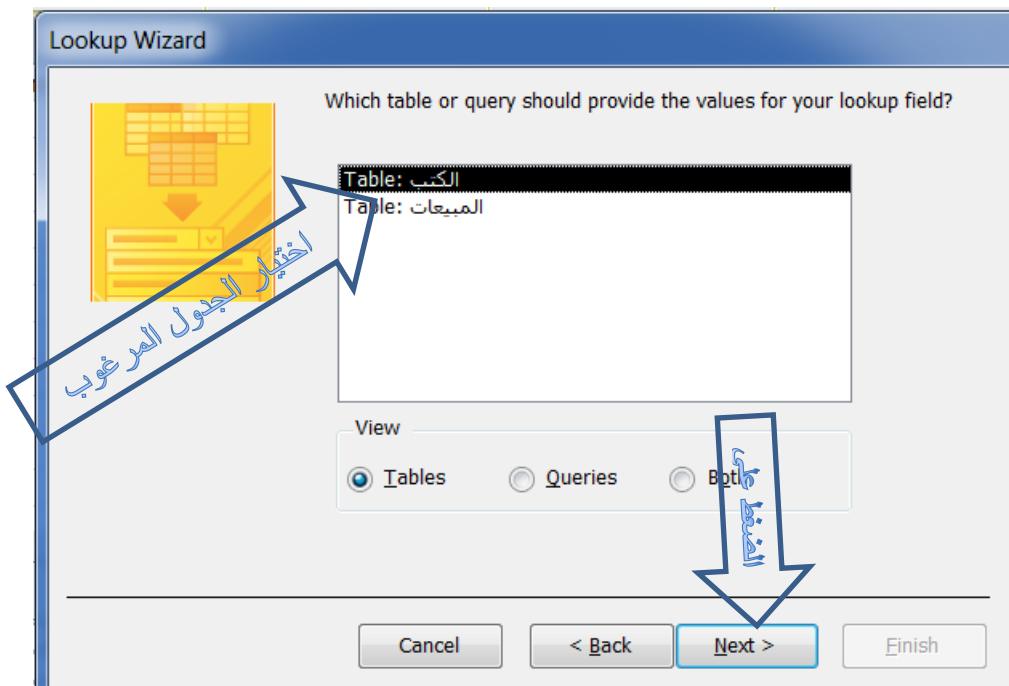 Lookup Wizard
Which table or query should provide the values for your lookup field?
Table: الكتب
Table: المبيعات
اختيار الجدول المرغوب
View
Tables
Queries
Both
الضغط على
Cancel
< Back
Next >
Finish